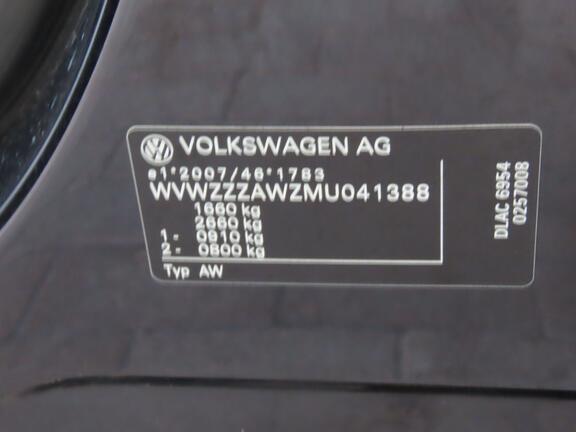 VOLKSWAGEN AG
e1*2007/46*1783
WVWZZZAWZMU041388
1660 kg
2660 kg
1- 0910 kg
2- 0800 kg
Typ AW
DLAC 6954
0257008